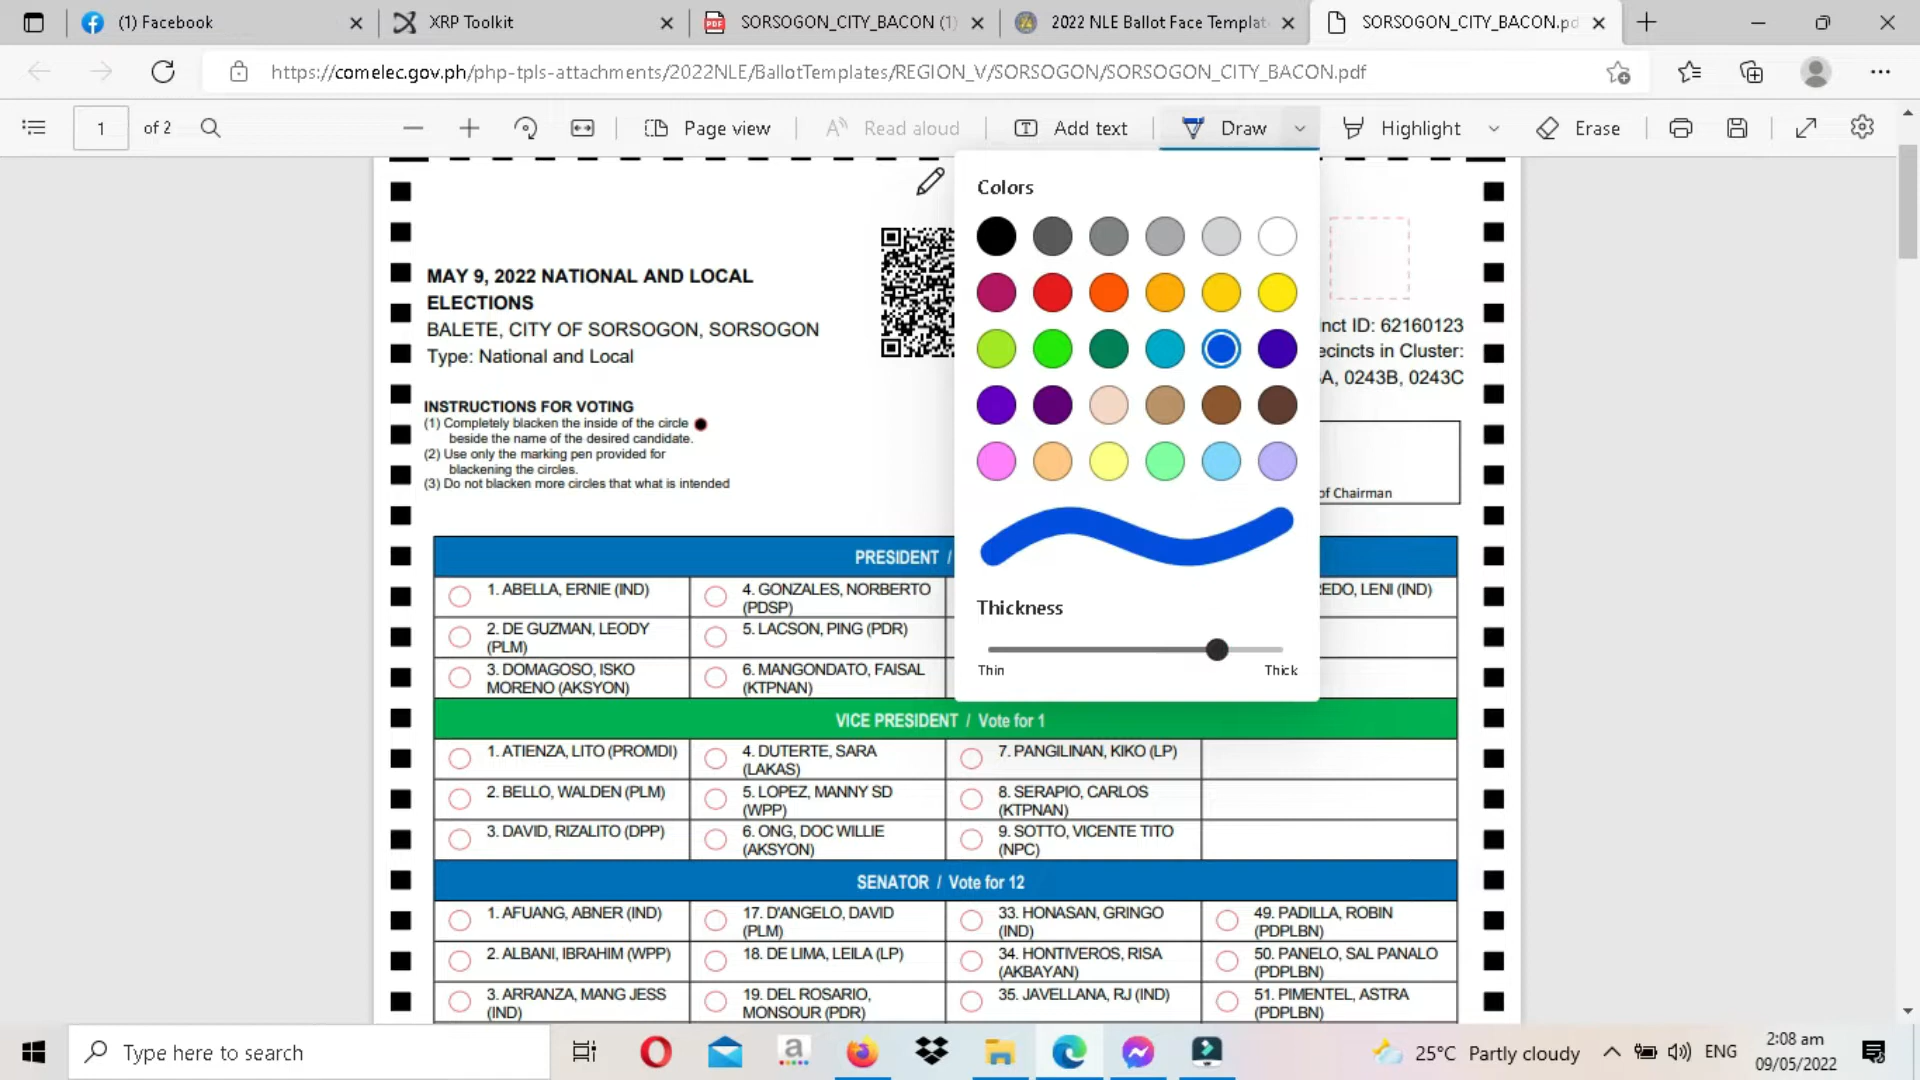 (1) Facebook
XRP Toolkit
PDF
SORSOGON_CITY_BACON (1)
2022 NLE Ballot Face Templat
SORSOGON_CITY_BACON.pd
https://comelec.gov.ph/php-tpls-attachments/2022NLE/BallotTemplates/REGION_V/SORSOGON/SORSOGON_CITY_BACON.pdf
1 of 2
Page view
Read aloud
Add text
Draw
Highlight
Erase
MAY 9, 2022 NATIONAL AND LOCAL
ELECTIONS
BALETE, CITY OF SORSOGON, SORSOGON
Type: National and Local
INSTRUCTIONS FOR VOTING
(1) Completely blacken the inside of the circle
beside the name of the desired candidate.
(2) Use only the marking pen provided for
blackening the circles.
(3) Do not blacken more circles that what is intended
Colors
Thickness
Thin
Thick
nct ID: 62160123
ecincts in Cluster:
A, 0243B, 0243C
of Chairman
PRESIDENT /
1. ABELLA, ERNIE (IND)
4. GONZALES, NORBERTO
(PDSP)
EDO, LENI (IND)
2. DE GUZMAN, LEODY
(PLM)
5. LACSON, PING (PDR)
3. DOMAGOSO, ISKO
MORENO (AKSYON)
6. MANGONDATO, FAISAL
(KTPNAN)
VICE PRESIDENT / Vote for 1
1. ATIENZA, LITO (PROMDI)
4. DUTERTE, SARA
(LAKAS)
7. PANGILINAN, KIKO (LP)
2. BELLO, WALDEN (PLM)
5. LOPEZ, MANNY SD
(WPP)
8. SERAPIO, CARLOS
(KTPNAN)
3. DAVID, RIZALITO (DPP)
6. ONG, DOC WILLIE
(AKSYON)
9. SOTTO, VICENTE TITO
(NPC)
SENATOR / Vote for 12
1. AFUANG, ABNER (IND)
17. D'ANGELO, DAVID
(PLM)
33. HONASAN, GRINGO
(IND)
49. PADILLA, ROBIN
(PDPLBN)
2. ALBANI, IBRAHIM (WPP)
18. DE LIMA, LEILA (LP)
34. HONTIVEROS, RISA
(AKBAYAN)
50. PANELO, SAL PANALO
(PDPLBN)
3. ARRANZA, MANG JESS
(IND)
19. DEL ROSARIO,
MONSOUR (PDR)
35. JAVELLANA, RJ (IND)
51. PIMENTEL, ASTRA
(PDPLBN)
Type here to search
a
25°C Partly cloudy
ENG
2:08 am
09/05/2022